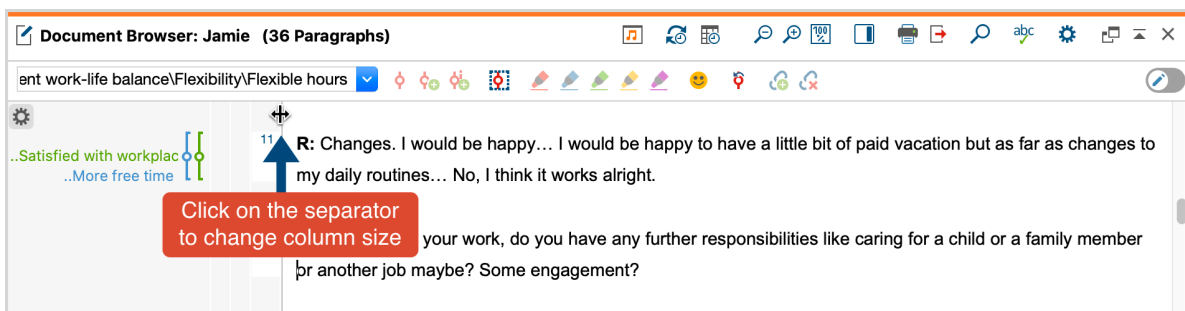 Document Browser: Jamie (36 Paragraphs)
100
%
abc
ent work-life balance\Flexibility\Flexible hours
11
R: Changes. I would be happy… I would be happy to have a little bit of paid vacation but as far as changes to
..Satisfied with workplac
..More free time
my daily routines… No, I think it works alright.
Click on the separator
to change column size
your work, do you have any further responsibilities like caring for a child or a family member
or another job maybe? Some engagement?